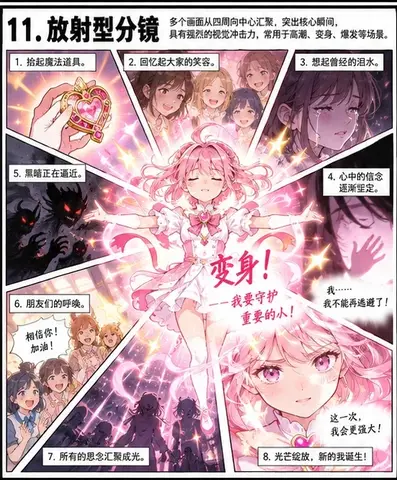 11. 放射型分镜
多个画面从四周向中心汇聚，突出核心瞬间，
具有强烈的视觉冲击力，常用于高潮、变身、爆发等场景。
1. 拾起魔法道具。
2. 回忆起大家的笑容。
3. 想起曾经的泪水。
5. 黑暗正在逼近。
4. 心中的信念
逐渐坚定。
变身！
——我要守护
重要的小！
我……
我不能再逃避了！
6. 朋友们的呼唤。
相信你！
加油！
这一次，
我会更强大！
7. 所有的思念汇聚成光。
8. 光芒绽放，新的我诞生！